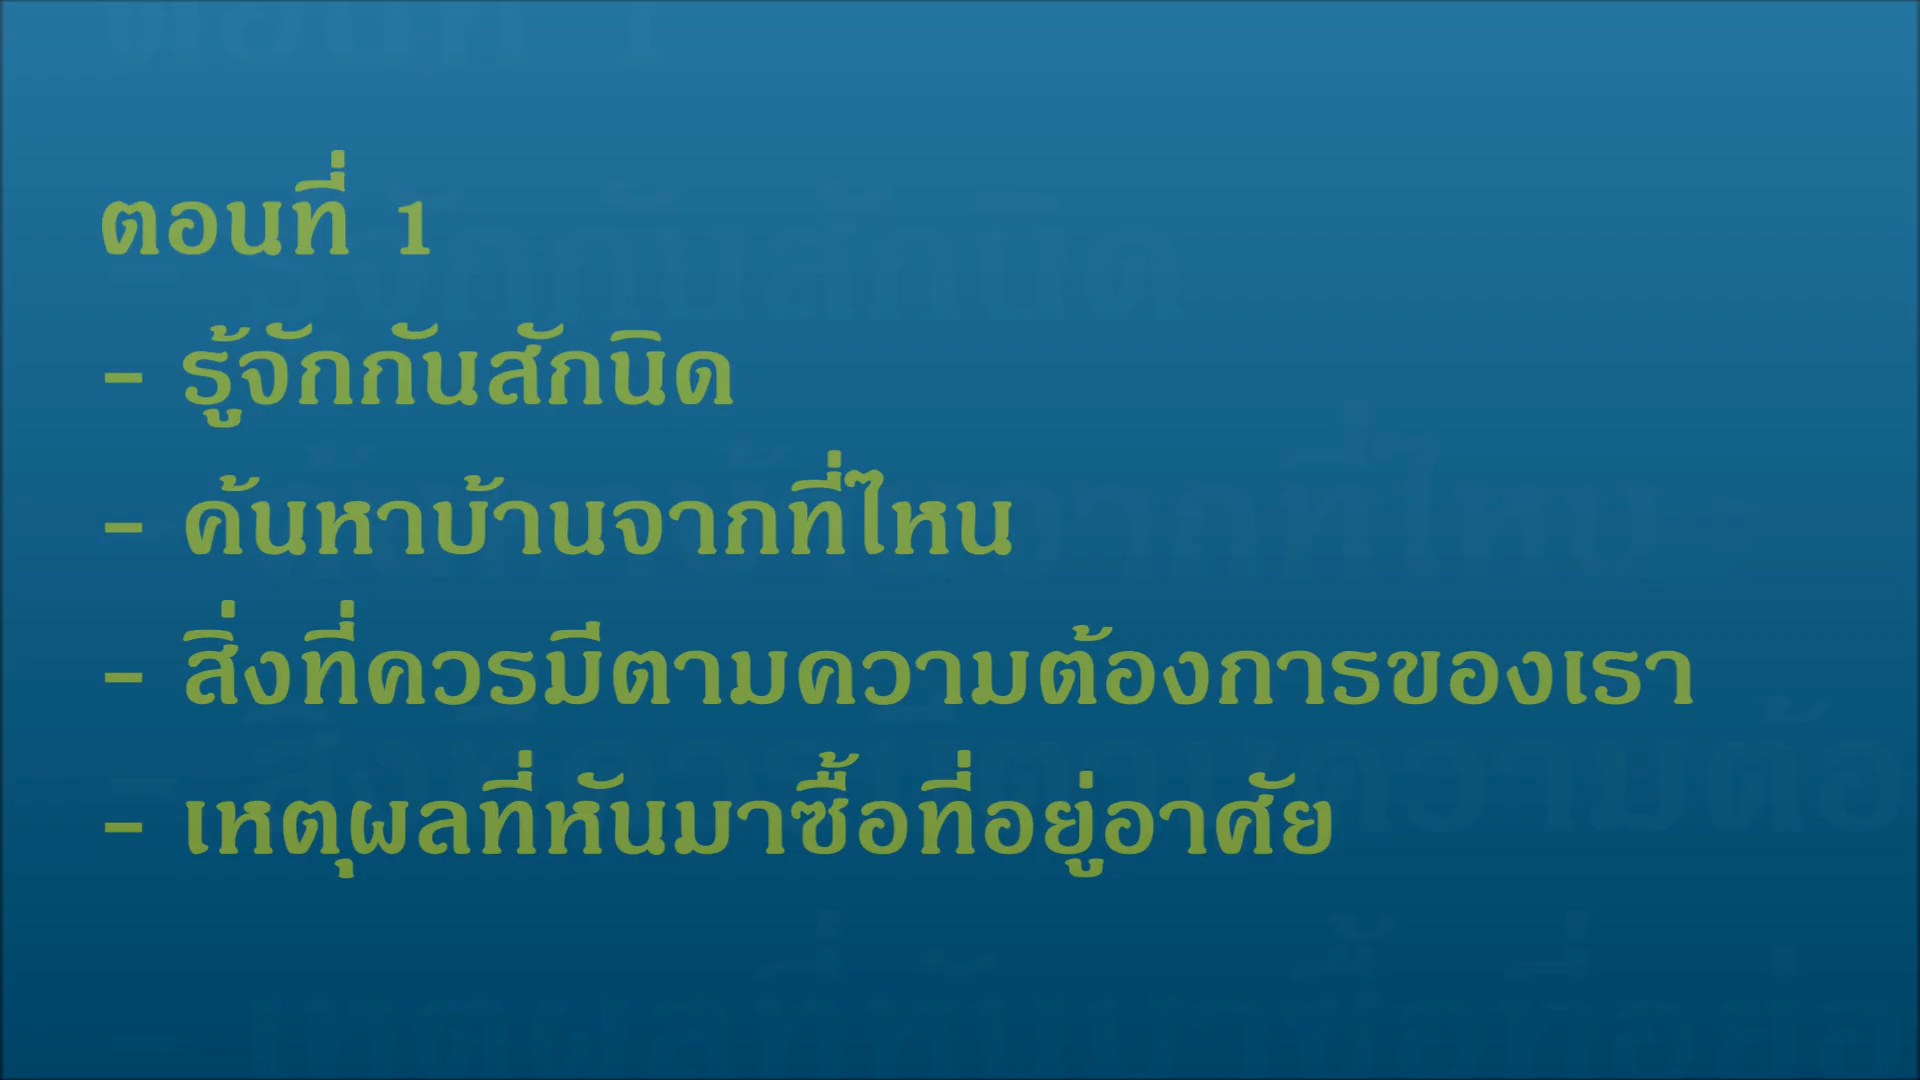 ตอนที่ 1
- รู้จักกันสักนิด
- ค้นหาบ้านจากที่ไหน
- สิ่งที่ควรมีตามความต้องการของเรา
- เหตุผลที่หันมาซื้อที่อยู่อาศัย